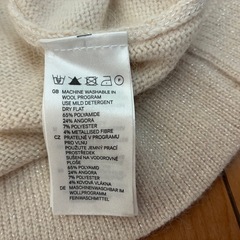 GB MACHINE WASHABLE IN
WOOL PROGRAM
USE MILD DETERGENT
DRY FLAT
65% POLYAMIDE
24% ANGORA
7% POLYESTER
4% METALLISED FIBRE
CZ PRATELNÉ V PROGRAMU
PRO VLNU
POUŽIJTE JEMNÝ PRACÍ
PROSTŘEDEK
SUŠENÍ NA VODOROVNÉ
PLOŠE
65% POLYAMID
24% ANGORA
7% POLYESTER
4% KOVOVÁ VLÁKNA
DE MASCHINENWASCHBAR IM
WOLLPROGRAMM
FEINWASCHMITTEL